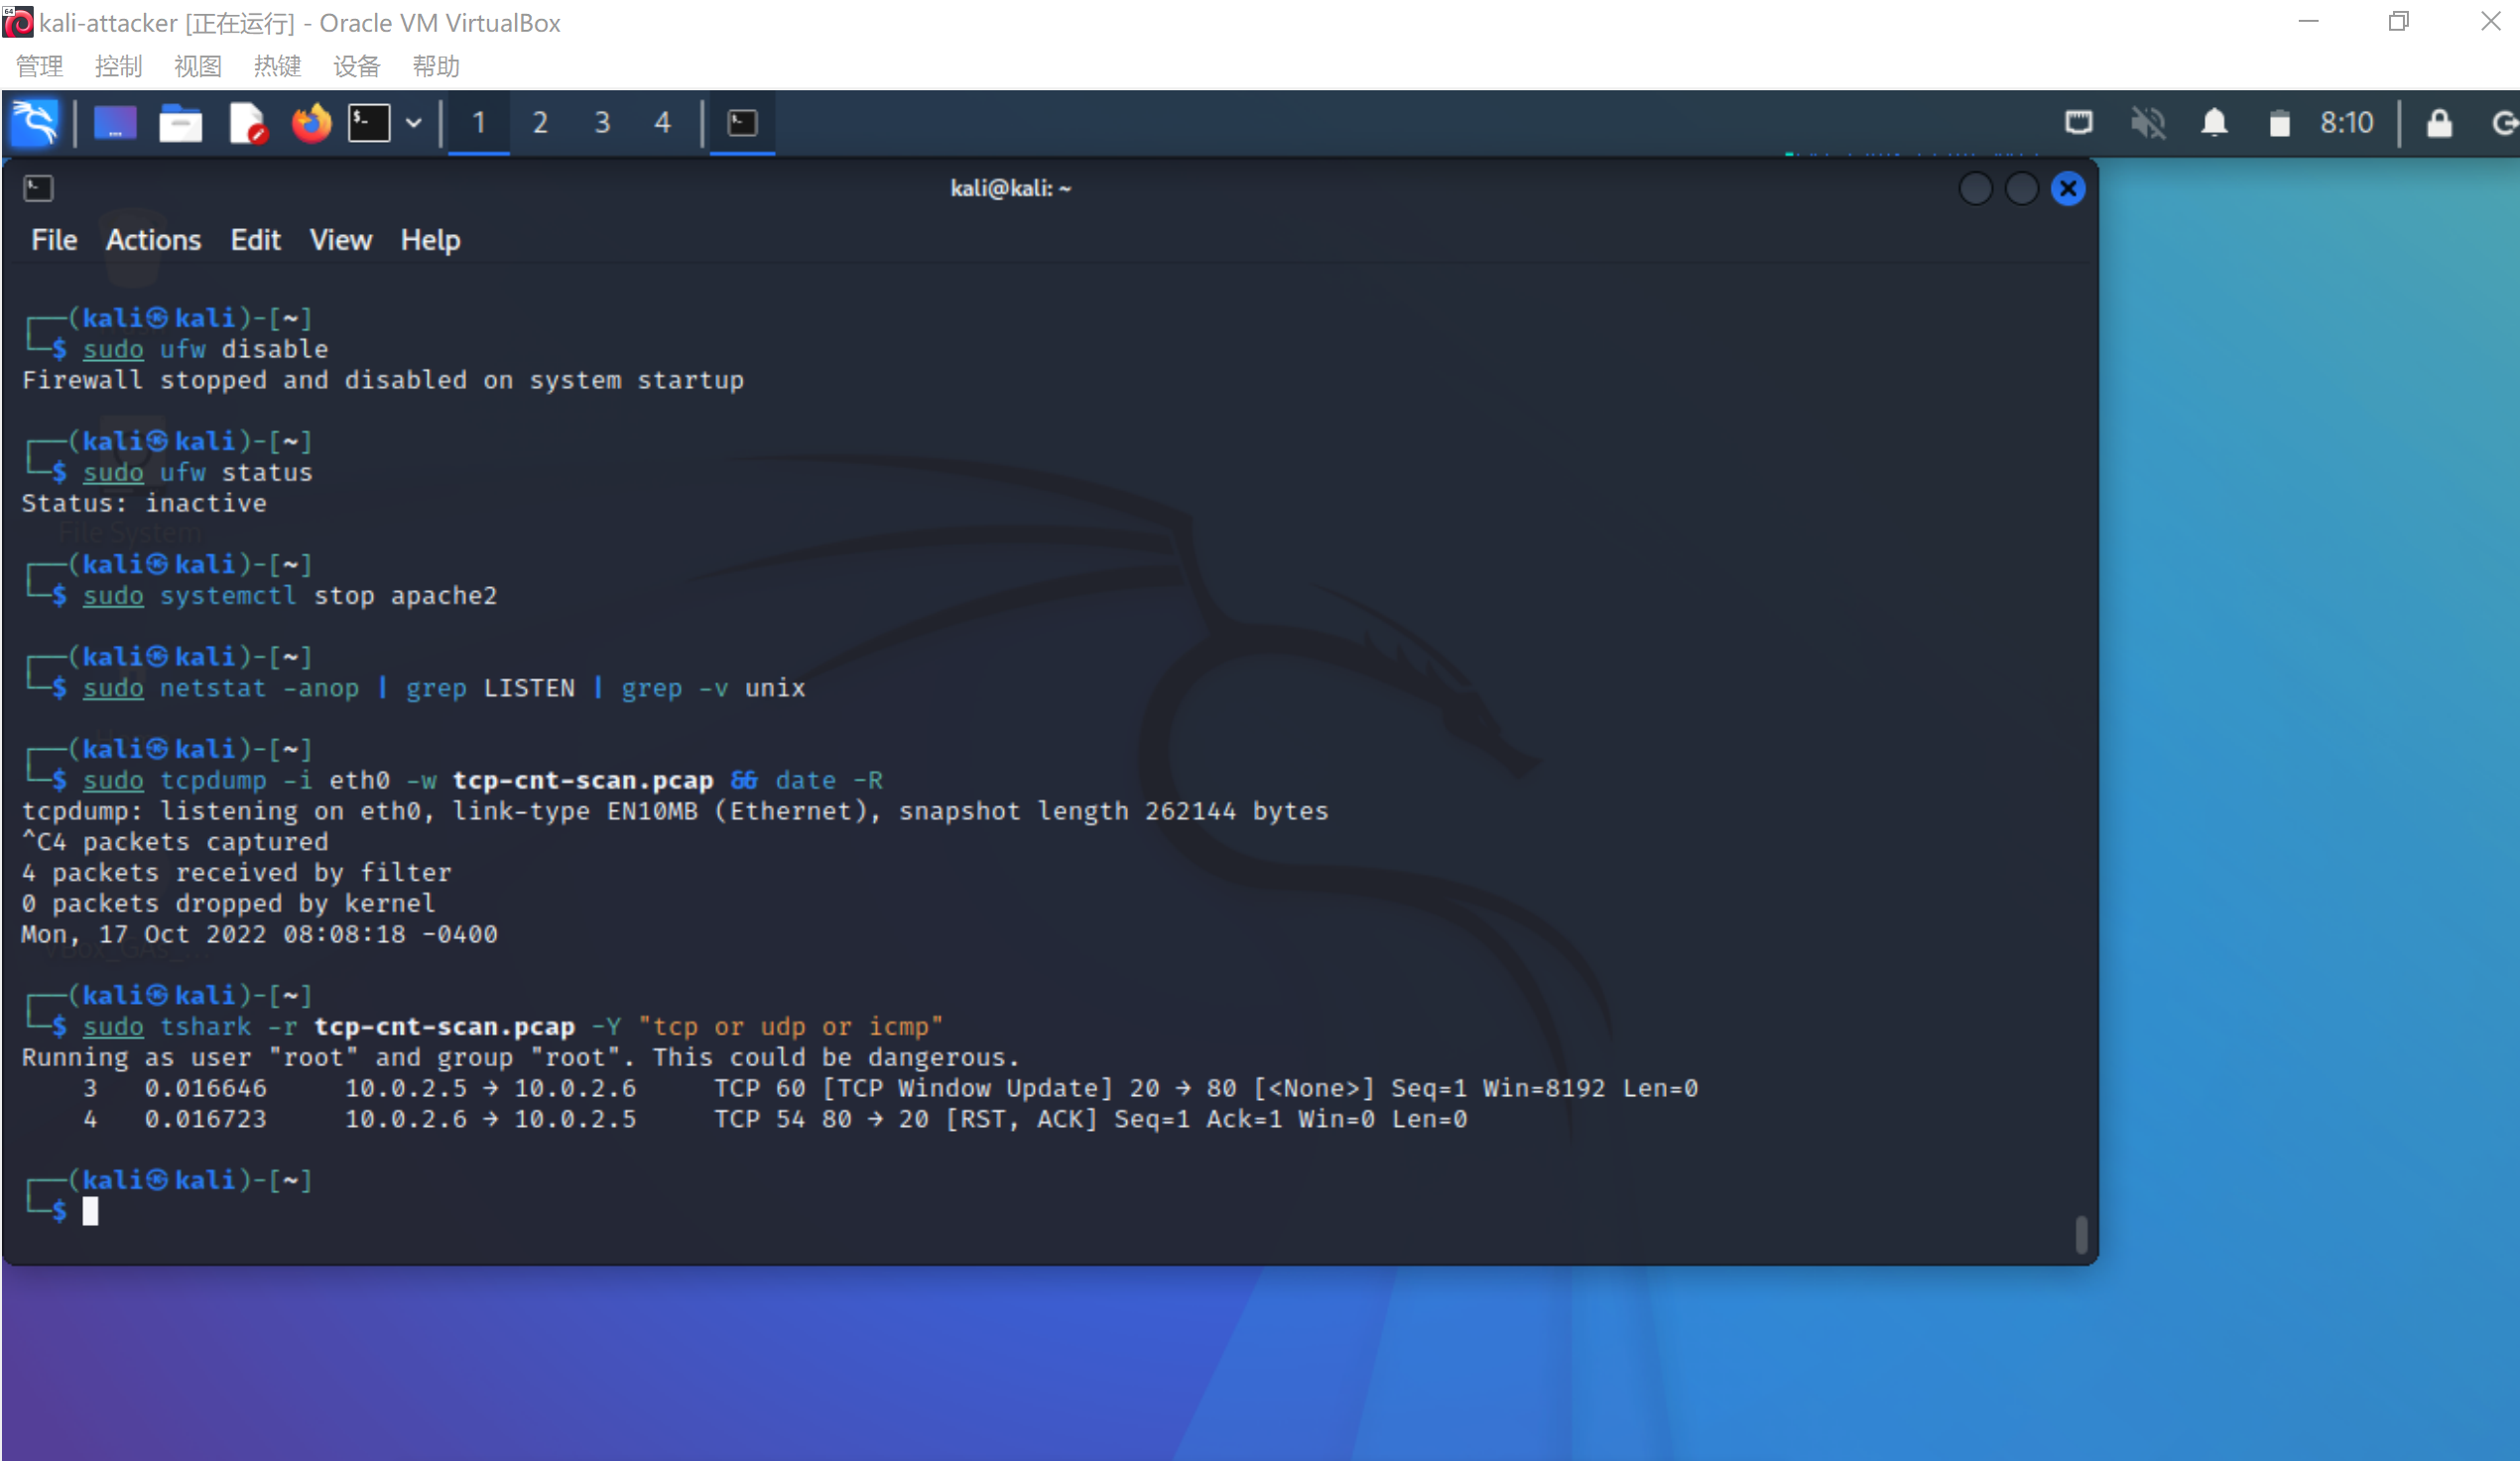 kali-attacker [正在运行] - Oracle VM VirtualBox
管理 控制 视图 热键 设备 帮助
1 2 3 4 8:10
kali@kali: ~
File Actions Edit View Help
┌──(kali㉿kali)-[~]
└─$ sudo ufw disable
Firewall stopped and disabled on system startup
┌──(kali㉿kali)-[~]
└─$ sudo ufw status
Status: inactive
File System
┌──(kali㉿kali)-[~]
└─$ sudo systemctl stop apache2
┌──(kali㉿kali)-[~]
└─$ sudo netstat -anop | grep LISTEN | grep -v unix
┌──(kali㉿kali)-[~]
└─$ sudo tcpdump -i eth0 -w tcp-cnt-scan.pcap && date -R
tcpdump: listening on eth0, link-type EN10MB (Ethernet), snapshot length 262144 bytes
^C4 packets captured
4 packets received by filter
0 packets dropped by kernel
Mon, 17 Oct 2022 08:08:18 -0400
VBox_GAs_...
┌──(kali㉿kali)-[~]
└─$ sudo tshark -r tcp-cnt-scan.pcap -Y "tcp or udp or icmp"
Running as user "root" and group "root". This could be dangerous.
3 0.016646 10.0.2.5 → 10.0.2.6 TCP 60 [TCP Window Update] 20 → 80 [<None>] Seq=1 Win=8192 Len=0
4 0.016723 10.0.2.6 → 10.0.2.5 TCP 54 80 → 20 [RST, ACK] Seq=1 Ack=1 Win=0 Len=0
┌──(kali㉿kali)-[~]
└─$